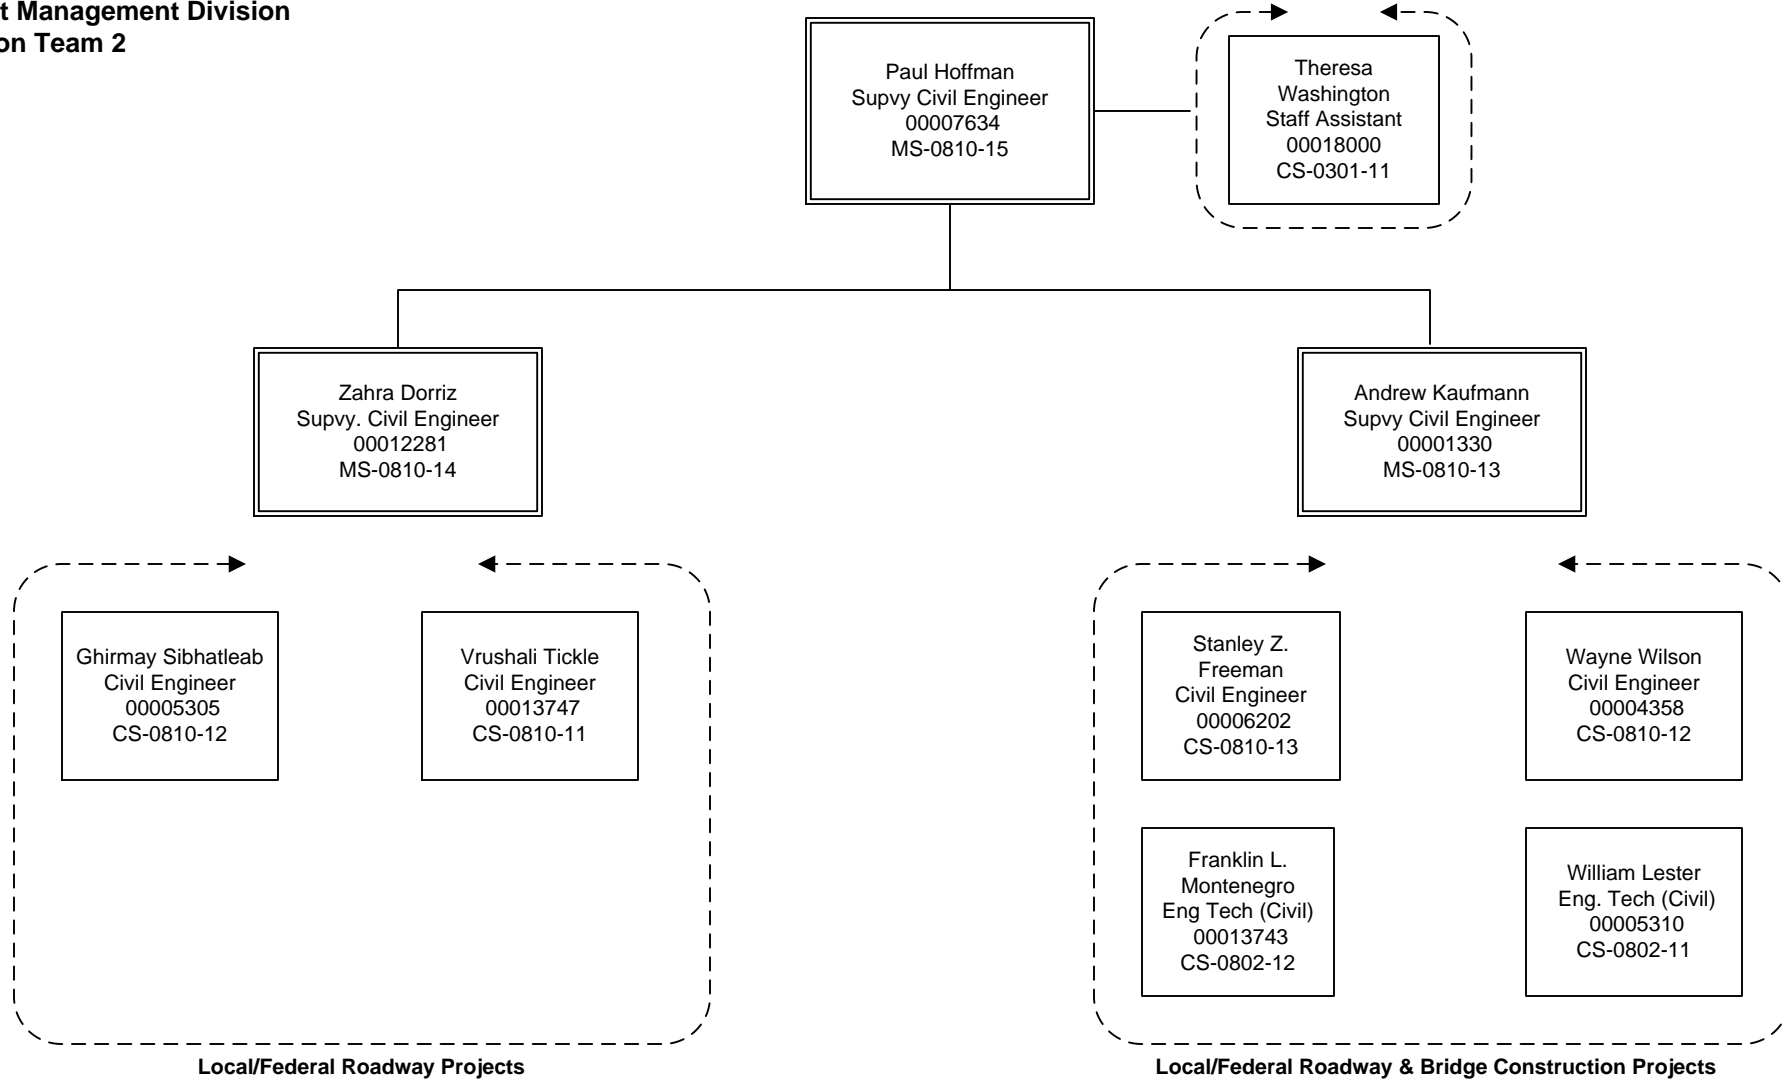 t Management Division
on Team 2
Paul Hoffman
Supvy Civil Engineer
00007634
MS-0810-15
Theresa
Washington
Staff Assistant
00018000
CS-0301-11
Zahra Dorriz
Supvy. Civil Engineer
00012281
MS-0810-14
Andrew Kaufmann
Supvy Civil Engineer
00001330
MS-0810-13
Ghirmay Sibhatleab
Civil Engineer
00005305
CS-0810-12
Vrushali Tickle
Civil Engineer
00013747
CS-0810-11
Stanley Z.
Freeman
Civil Engineer
00006202
CS-0810-13
Wayne Wilson
Civil Engineer
00004358
CS-0810-12
Franklin L.
Montenegro
Eng Tech (Civil)
00013743
CS-0802-12
William Lester
Eng. Tech (Civil)
00005310
CS-0802-11
Local/Federal Roadway Projects
Local/Federal Roadway & Bridge Construction Projects